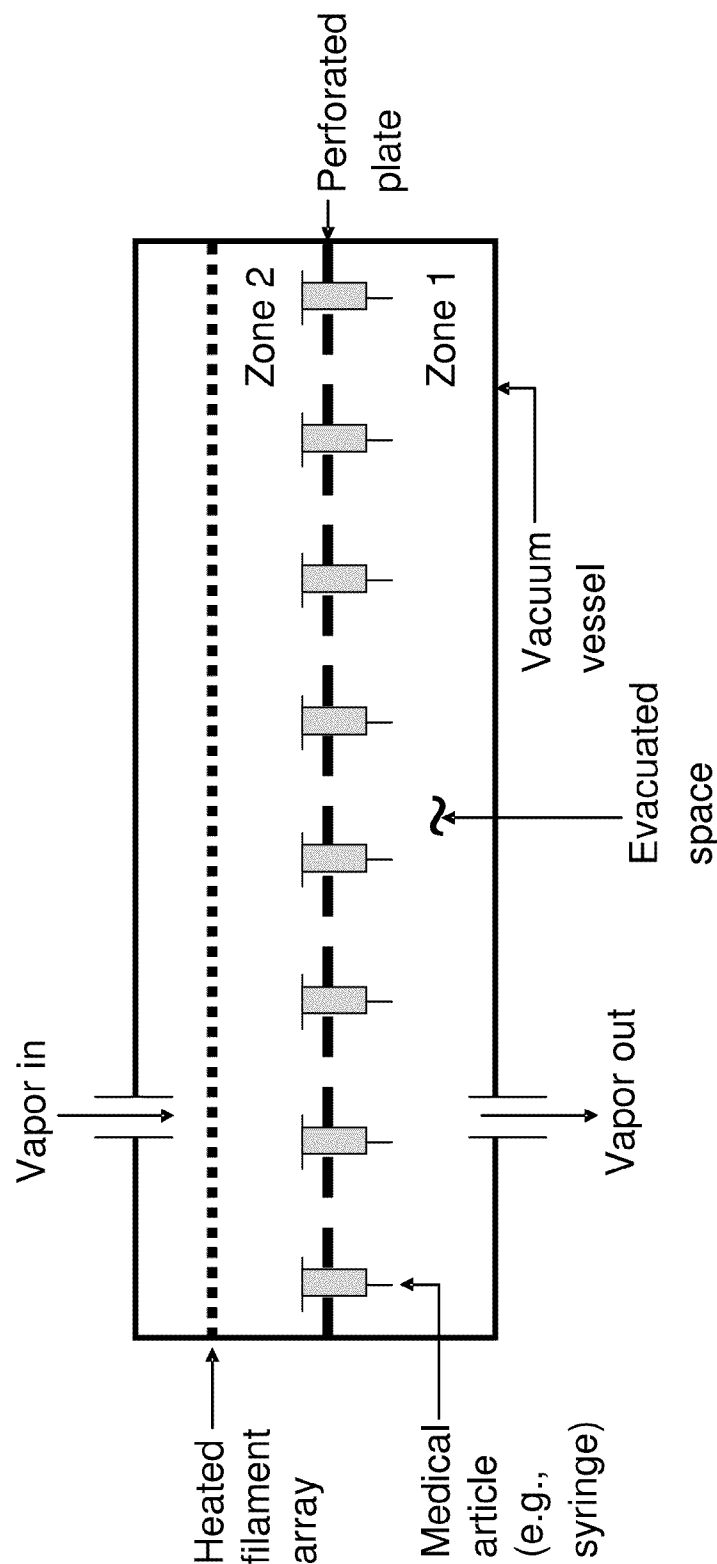 Vapor in
Heated
filament
array
Zone 2
Perforated
plate
Zone 1
Medical
article
(e.g.,
syringe)
Vapor out
Evacuated
space
Vacuum
vessel